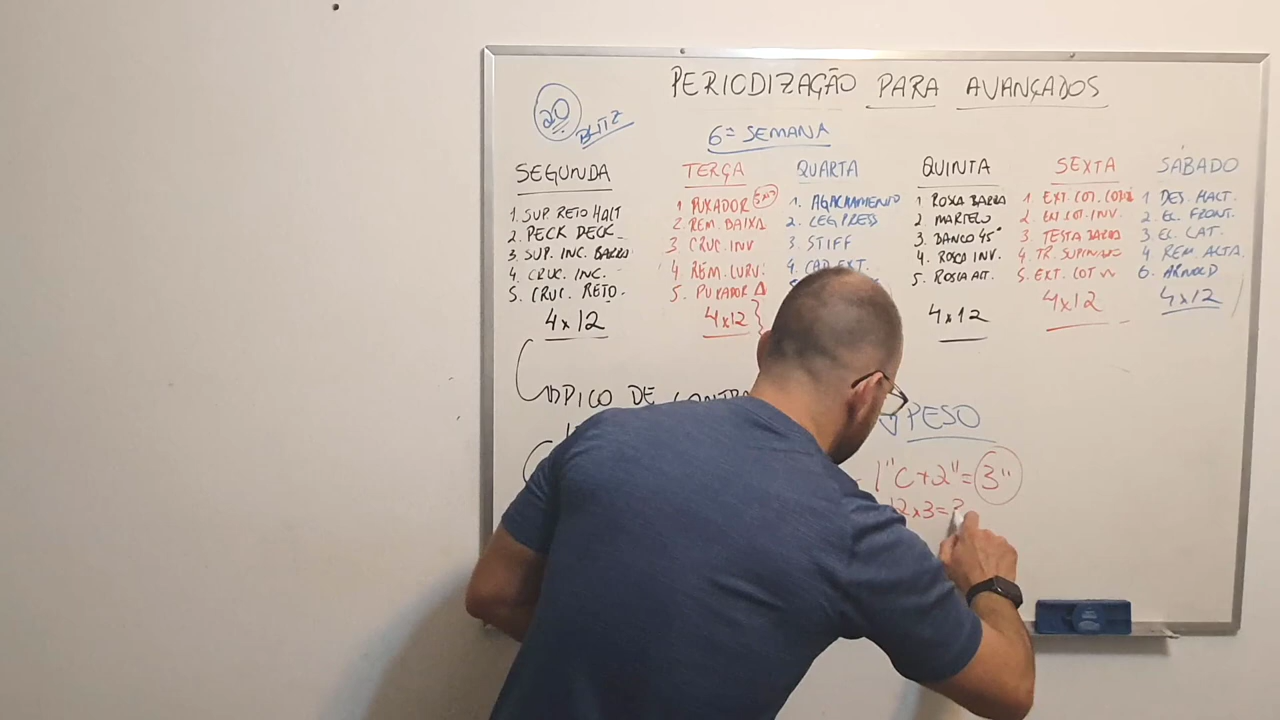 PERIODIZAÇÃO PARA AVANÇADOS
20
BLITZ
6ª SEMANA
SEGUNDA
1. SUP. RETO HALT
2. PECK DECK
3. SUP. INC. BARRA
4. CRUC. INC.
5. CRUC. RETO.
4x12
TERÇA
1 PUXADOR
2. REM. BAIXA
3 CRUC. INV
4. REM. CURV.
5. PUXADOR Δ
4x12
QUARTA
1. AGACHAMENTO
2. LEG PRESS
3. STIFF
4. CAD. EXT.
QUINTA
1 ROSCA BARRA
2. MARTELO
3. BANCO 45°
4. ROSCA INV.
5. ROSCA ALT.
4x12
SEXTA
1 EXT. COT.
2. EXT. COT. INV.
3. TESTA BARRA
4. TR. SUPINADO
5. EXT. COT
4x12
SÁBADO
1 DES. HALT.
2. EL. FRONT.
3. EL. LAT.
4. REM. ALTA.
6. ARNOLD
4x12
PICO DE
PESO
1"C+2"=3"
12x3=